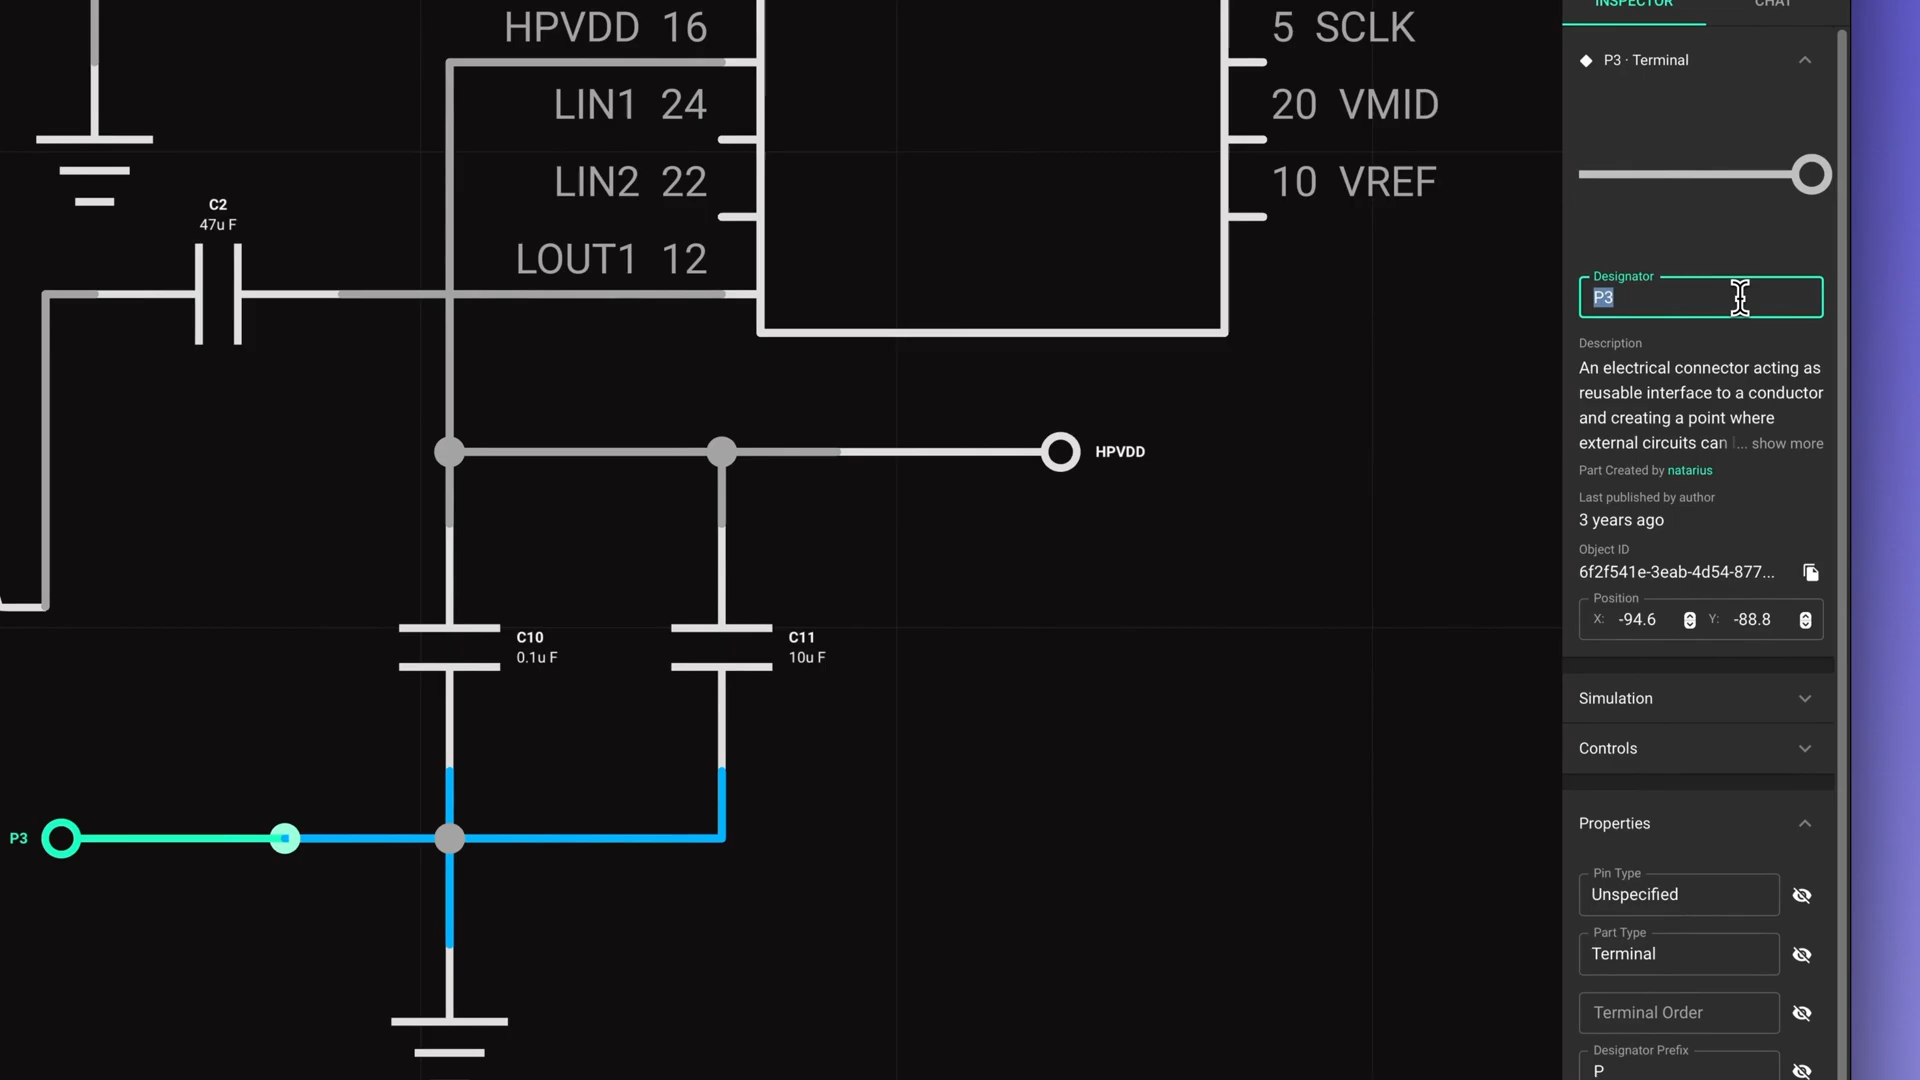 HPVDD 16
LIN1 24
LIN2 22
LOUT1 12
5 SCLK
20 VMID
10 VREF
C2
47u F
HPVDD
C10
0.1u F
C11
10u F
P3
INSPECTOR
CHAT
P3 · Terminal
Designator
P3
Description
An electrical connector acting as
reusable interface to a conductor
and creating a point where
external circuits can ... show more
Part Created by natarius
Last published by author
3 years ago
Object ID
6f2f541e-3eab-4d54-877...
Position
X: -94.6 Y: -88.8
Simulation
Controls
Properties
Pin Type
Unspecified
Part Type
Terminal
Terminal Order
Designator Prefix
P